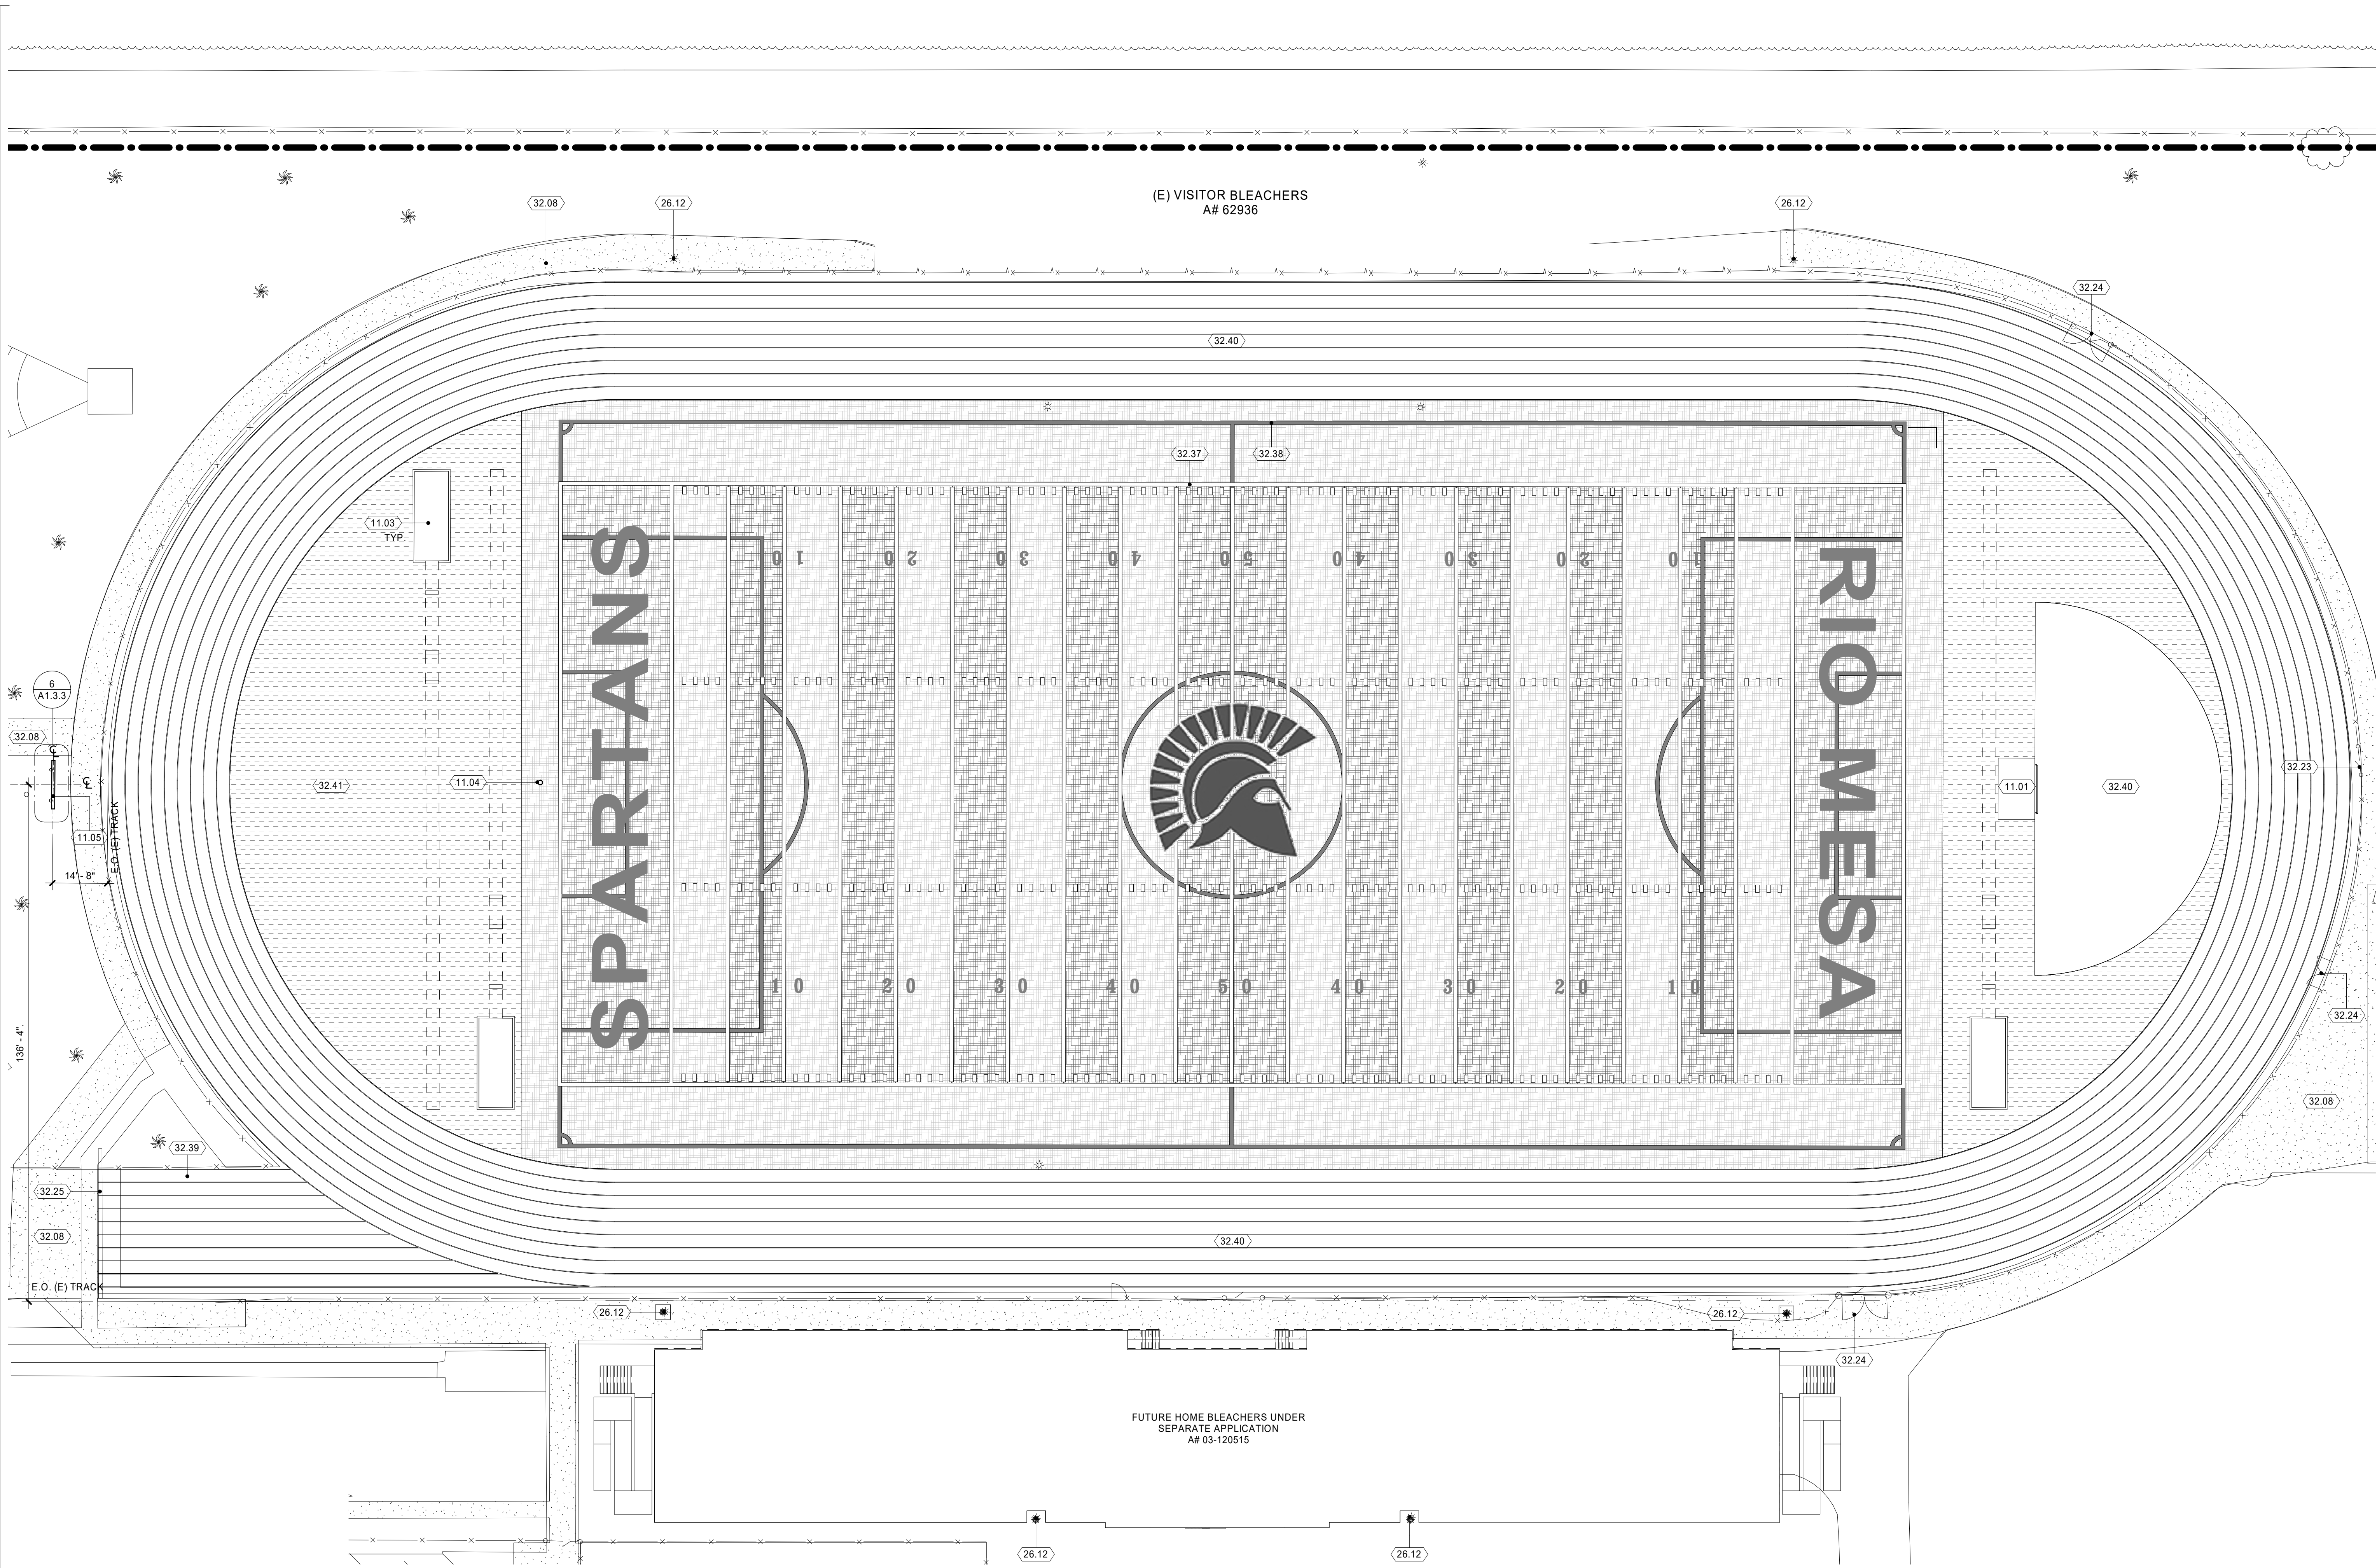 (E) VISITOR BLEACHERS
A# 62936
32.08
26.12
26.12
32.24
32.40
32.37
32.38
11.03
TYP.
10 20 30 40 50 40 30 20 10
SPARTANS
RIO MESA
6
A1.3.3
32.08
C
L
C
L
32.41
11.04
11.01
32.40
32.23
11.05
E.O. (E) TRACK
14' - 8"
10 20 30 40 50 40 30 20 10
32.24
136' - 4"
32.08
32.39
32.25
32.08
32.40
E.O. (E) TRACK
26.12
26.12
32.24
FUTURE HOME BLEACHERS UNDER
SEPARATE APPLICATION
A# 03-120515
26.12
26.12